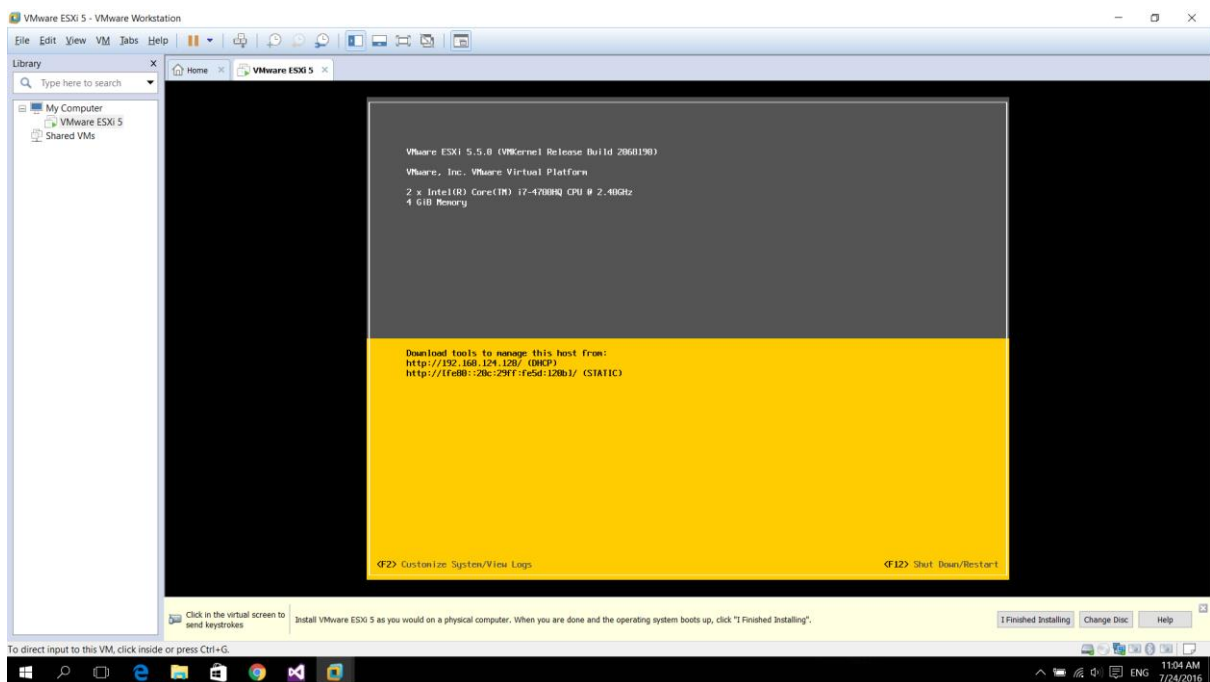 VMware ESXi 5 - VMware Workstation
File Edit View VM Tabs Help
Library
Home
VMware ESXi 5
Type here to search
My Computer
VMware ESXi 5
Shared VMs
VMware ESXi 5.5.0 (VMKernel Release Build 2068190)
VMware, Inc. VMware Virtual Platform
2 x Intel(R) Core(TM) i7-4700HQ CPU @ 2.40GHz
4 GiB Memory
Download tools to manage this host from:
http://192.168.124.128/ (DHCP)
http://[fe80::20c:29ff:fe5d:120b]/ (STATIC)
<F2> Customize System/View Logs
<F12> Shut Down/Restart
Click in the virtual screen to
send keystrokes
Install VMware ESXi 5 as you would on a physical computer. When you are done and the operating system boots up, click "I Finished Installing".
I Finished Installing
Change Disc
Help
To direct input to this VM, click inside or press Ctrl+G.
ENG
11:04 AM
7/24/2016